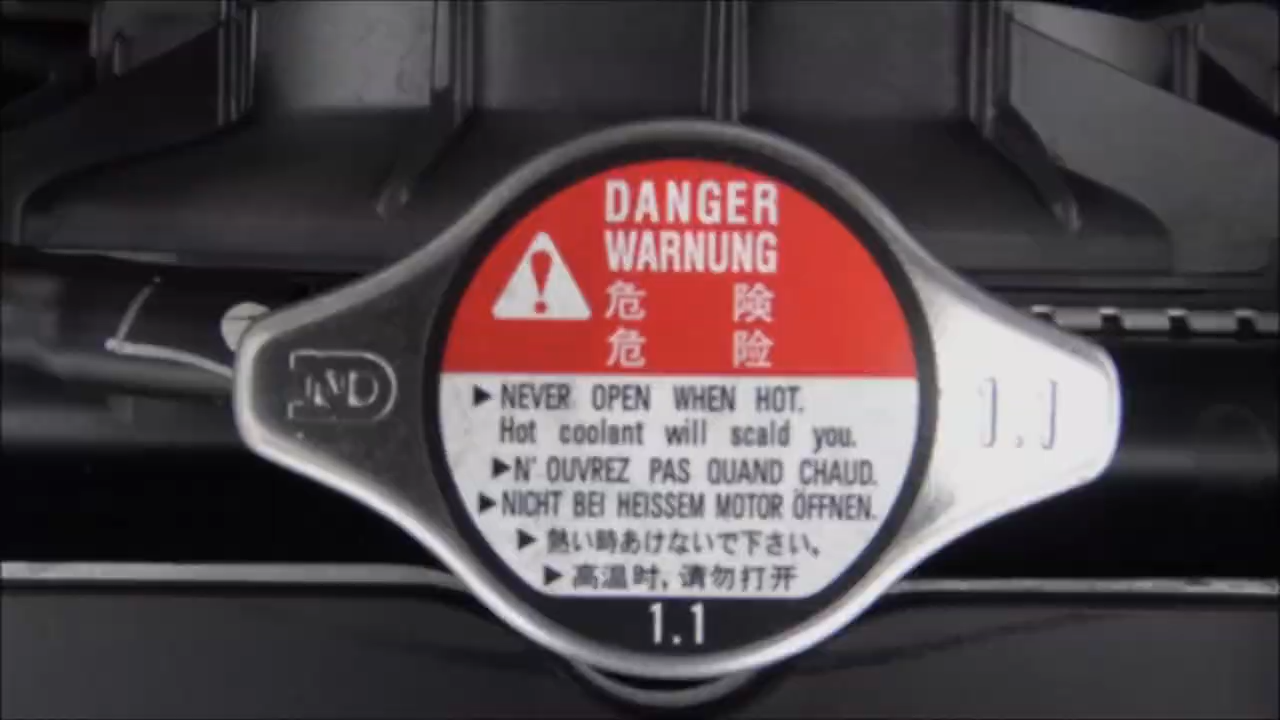 DANGER
WARNUNG
危 険
危 险
▶ NEVER OPEN WHEN HOT.
Hot coolant will scald you.
▶ N' OUVREZ PAS QUAND CHAUD.
▶ NICHT BEI HEISSEM MOTOR ÖFFNEN.
▶ 熱い時あけないで下さい。
▶ 高温时, 请勿打开
1.1
1.1